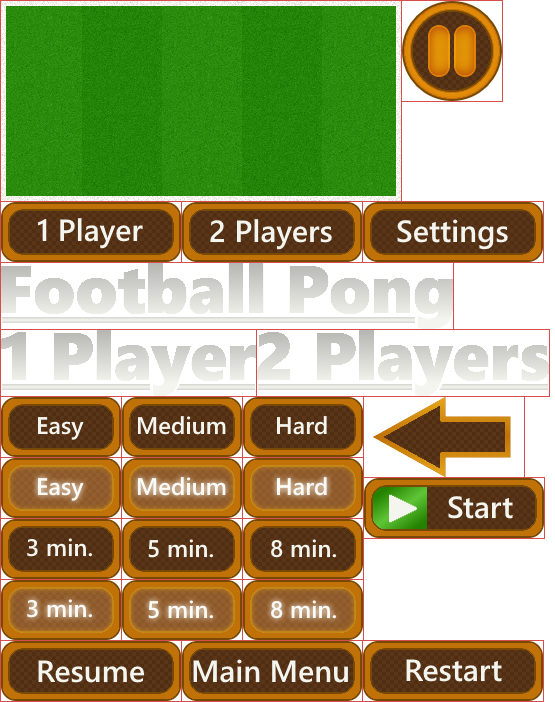 1 Player 2 Players Settings
Football Pong
1 Player 2 Players
Easy Medium Hard
Easy Medium Hard
Start
3 min. 5 min. 8 min.
3 min. 5 min. 8 min.
Resume Main Menu Restart